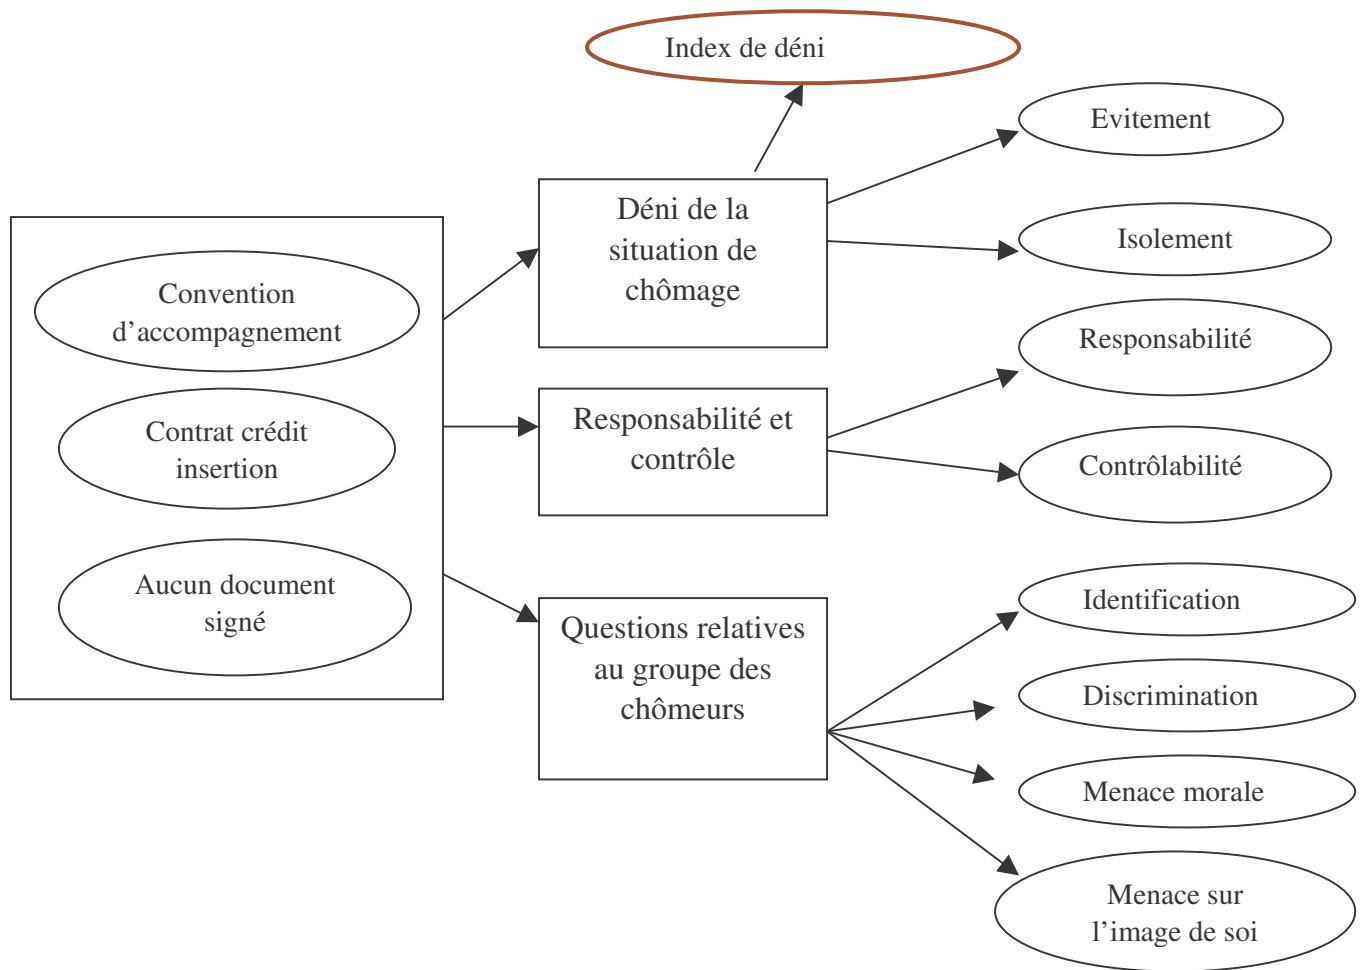 Index de déni
Evitement
Déni de la
situation de
chômage
Isolement
Convention
d’accompagnement
Responsabilité
Contrat crédit
insertion
Responsabilité et
contrôle
Contrôlabilité
Aucun document
signé
Questions relatives
au groupe des
chômeurs
Identification
Discrimination
Menace morale
Menace sur
l’image de soi